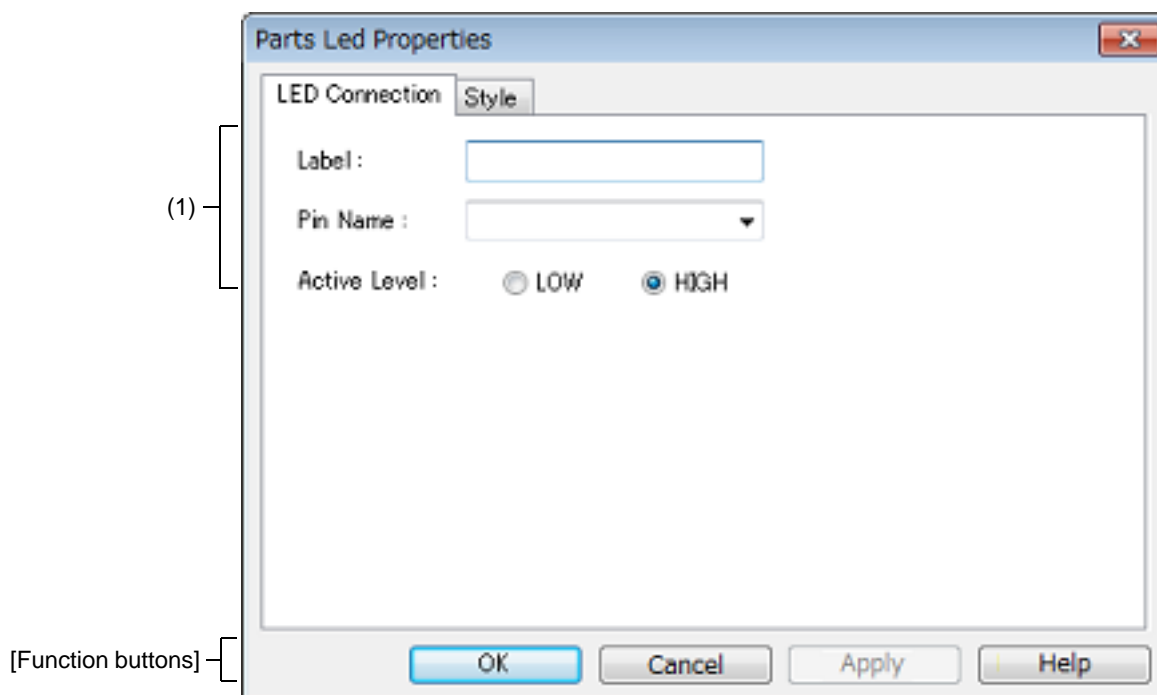 Parts Led Properties
LED Connection Style
Label :
(1)
Pin Name :
Active Level : LOW HIGH
[Function buttons]
OK Cancel Apply Help